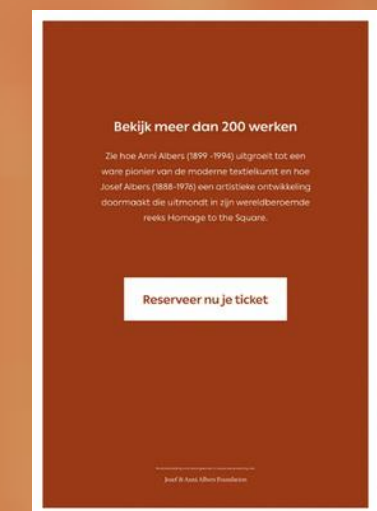 Bekijk meer dan 200 werken
Zie hoe Anni Albers (1899 -1994) uitgroeit tot een
ware pionier van de moderne textielkunst en hoe
Josef Albers (1888-1976) een artistieke ontwikkeling
doormaakt die uitmondt in zijn wereldberoemde
reeks Homage to the Square.
Reserveer nu je ticket
Josef & Anni Albers Foundation